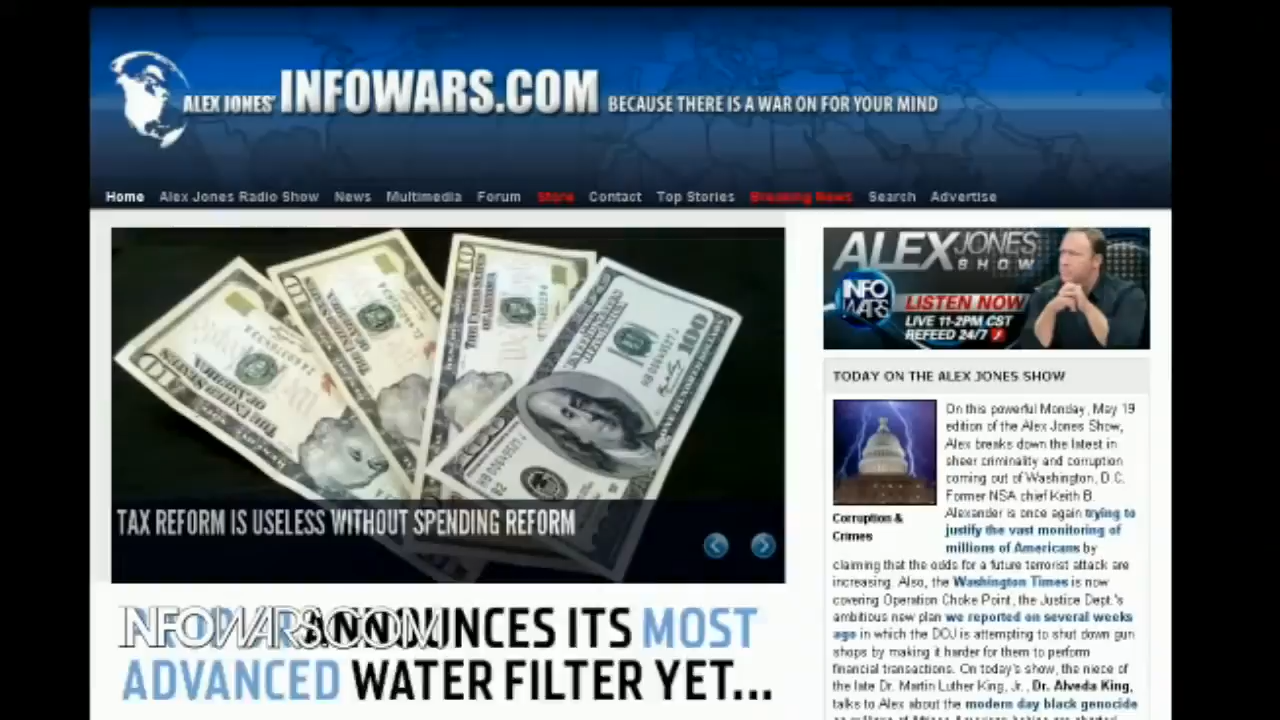 ALEX JONES' INFOWARS.COM BECAUSE THERE IS A WAR ON FOR YOUR MIND
Home Alex Jones Radio Show News Multimedia Forum Store Contact Top Stories Breaking News Search Advertise
TAX REFORM IS USELESS WITHOUT SPENDING REFORM
INFOWARS.COM
ANNOUNCES ITS MOST
ADVANCED WATER FILTER YET...
ALEX JONES
SHOW
INFO
WARS
LISTEN NOW
LIVE 11-2PM CST
REFEED 24/7
TODAY ON THE ALEX JONES SHOW
Corruption &
Crimes
On this powerful Monday, May 19
edition of the Alex Jones Show,
Alex breaks down the latest in
sheer criminality and corruption
coming out of Washington, D.C.
Former NSA chief Keith B.
Alexander is once again trying to
justify the vast monitoring of
millions of Americans by
claiming that the odds for a future terrorist attack are
increasing. Also, the Washington Times is now
covering Operation Choke Point, the Justice Dept.'s
ambitious new plan we reported on several weeks
ago in which the DOJ is attempting to shut down gun
shops by making it harder for them to perform
financial transactions. On today's show, the niece of
the late Dr. Martin Luther King, Jr., Dr. Alveda King,
talks to Alex about the modern day black genocide